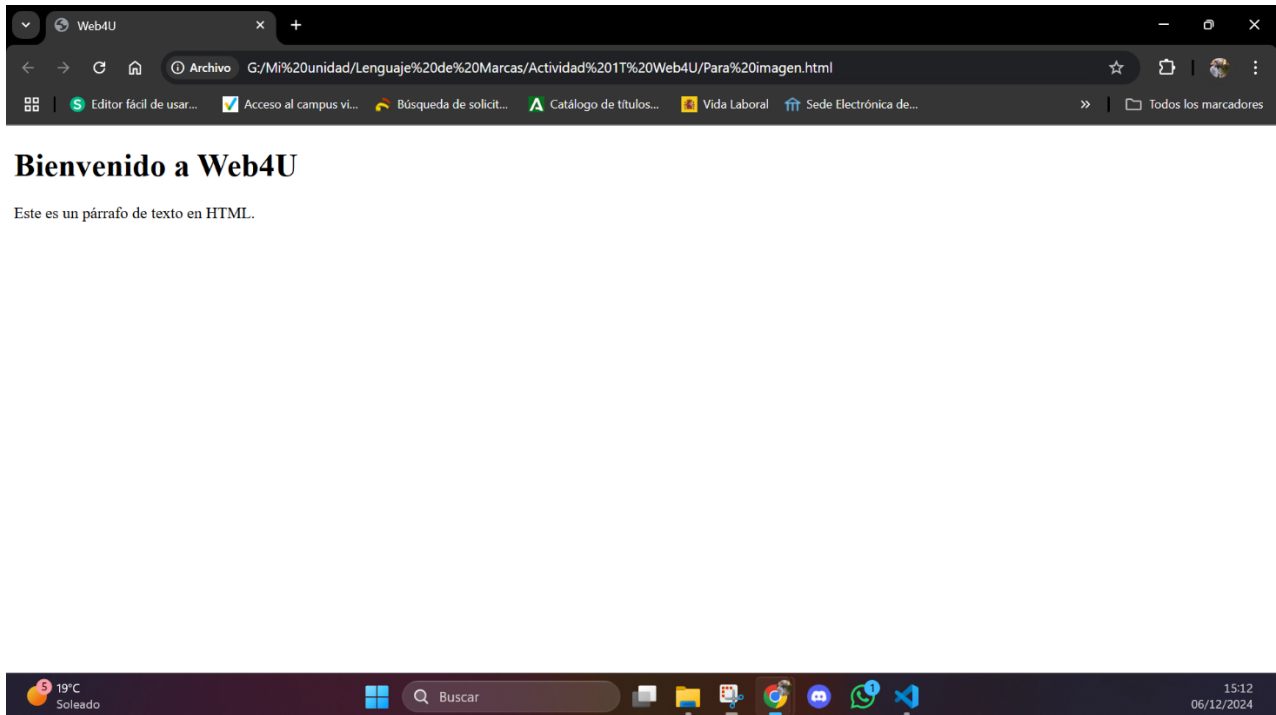 Web4U
Archivo G:/Mi%20unidad/Lenguaje%20de%20Marcas/Actividad%201T%20Web4U/Para%20imagen.html
S Editor fácil de usar... Acceso al campus vi... Búsqueda de solicit... A Catálogo de títulos... Vida Laboral Sede Electrónica de... » Todos los marcadores
Bienvenido a Web4U
Este es un párrafo de texto en HTML.
5 19°C
Soleado
Buscar
1
15:12
06/12/2024